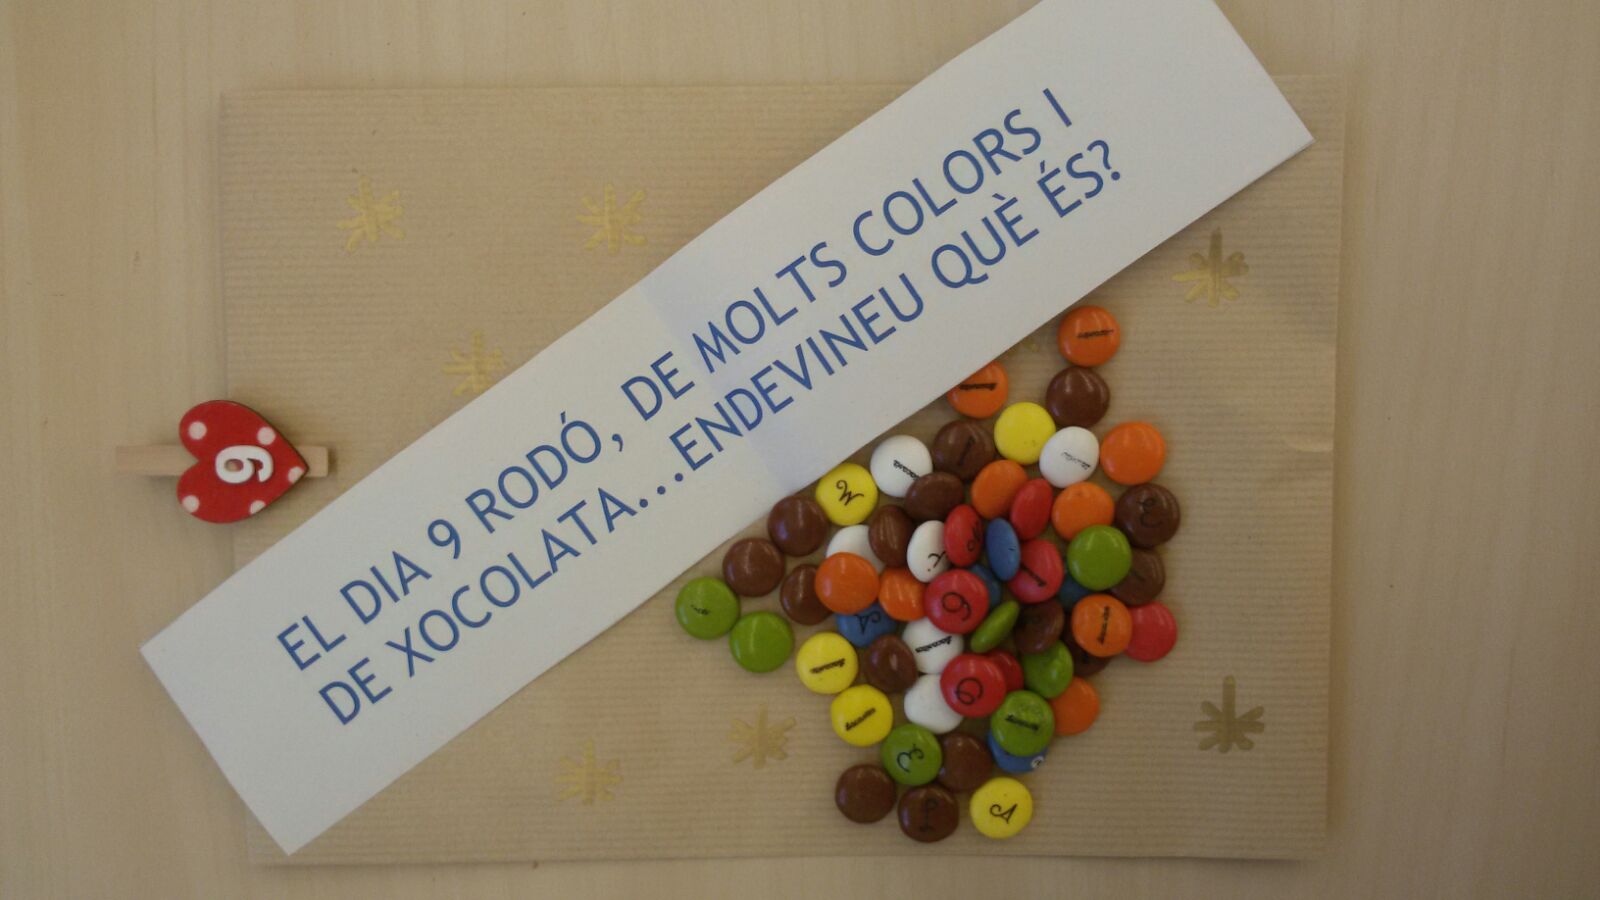 EL DIA 9 RODÓ, DE MOLTS COLORS I
DE XOCOLATA...ENDEVINEU QUÈ ÉS?
9